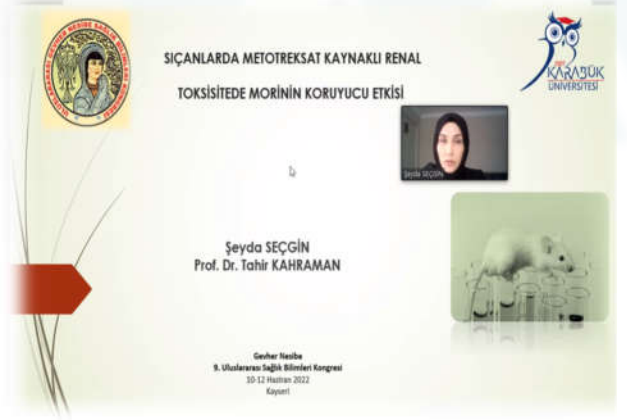 SIÇANLARDA METOTREKSAT KAYNAKLI RENAL
TOKSİSİTEDE MORİNİN KORUYUCU ETKİSİ
KARABÜK
ÜNİVERSİTESİ
Şeyda SEÇGİN
Şeyda SEÇGİN
Prof. Dr. Tahir KAHRAMAN
Gevher Nesibe
9. Uluslararası Sağlık Bilimleri Kongresi
10-12 Haziran 2022
Kayseri